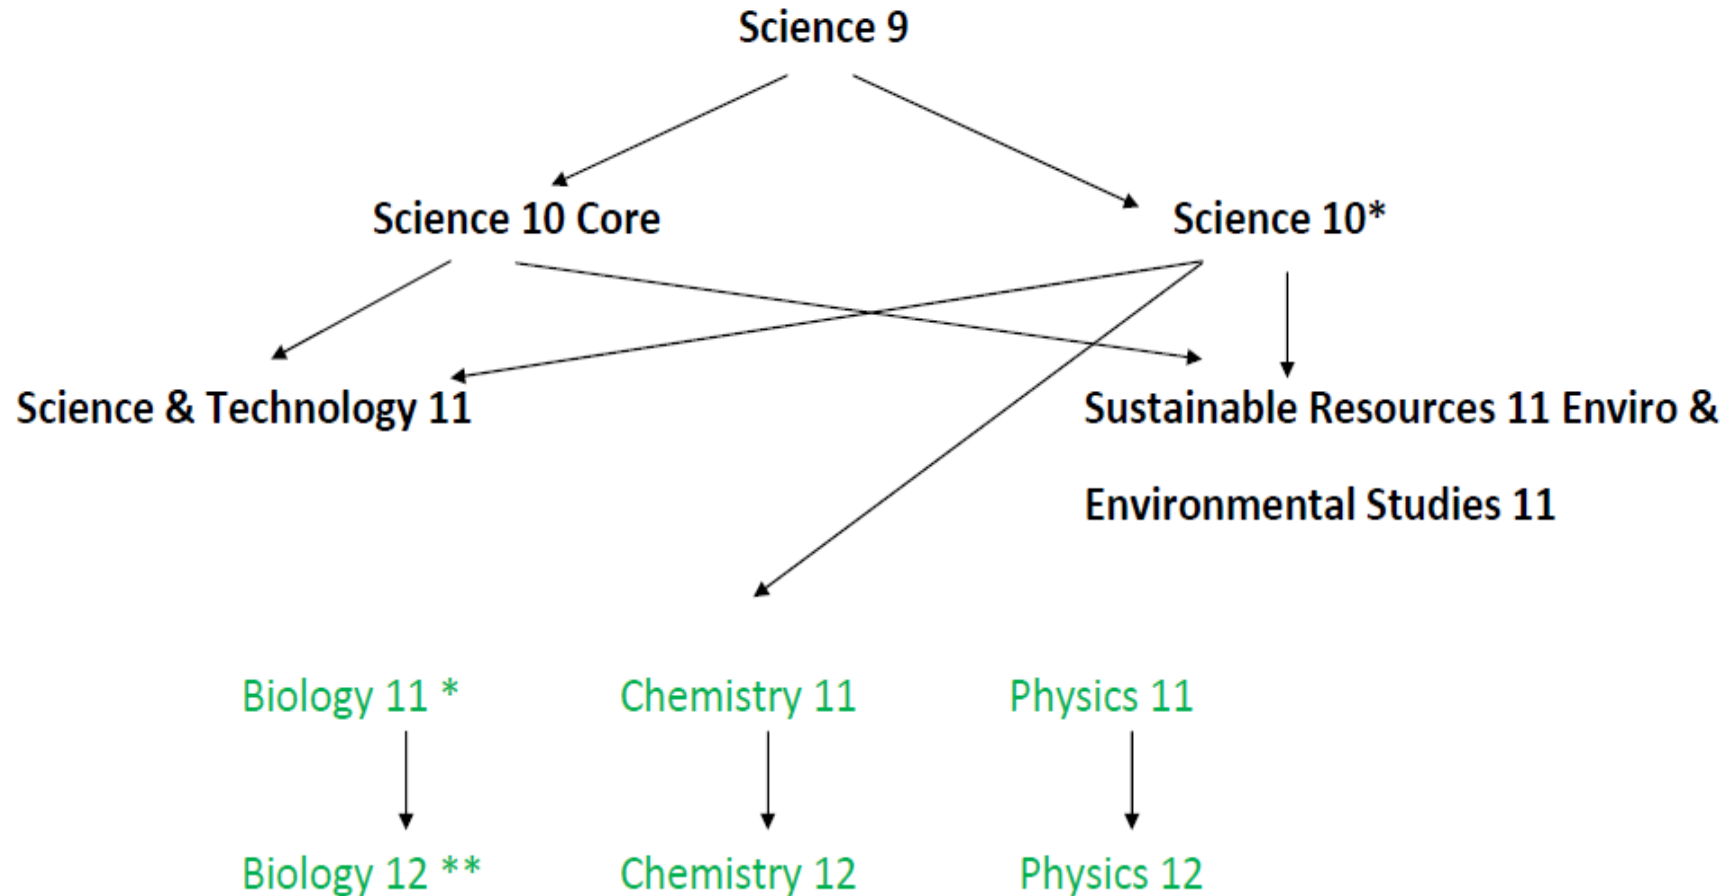 Science 9
Science 10 Core
Science 10*
Science & Technology 11
Sustainable Resources 11 Enviro &
Environmental Studies 11
Biology 11 *
Chemistry 11
Physics 11
Biology 12 **
Chemistry 12
Physics 12